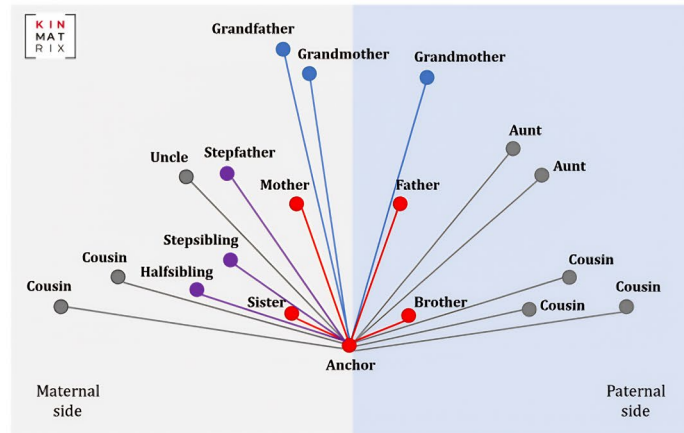 KIN
MAT
RIX
Grandfather
Grandmother
Grandmother
Aunt
Uncle
Stepfather
Aunt
Mother
Father
Stepsibling
Cousin
Cousin
Halfsibling
Cousin
Cousin
Sister
Brother
Cousin
Anchor
Maternal
side
Paternal
side